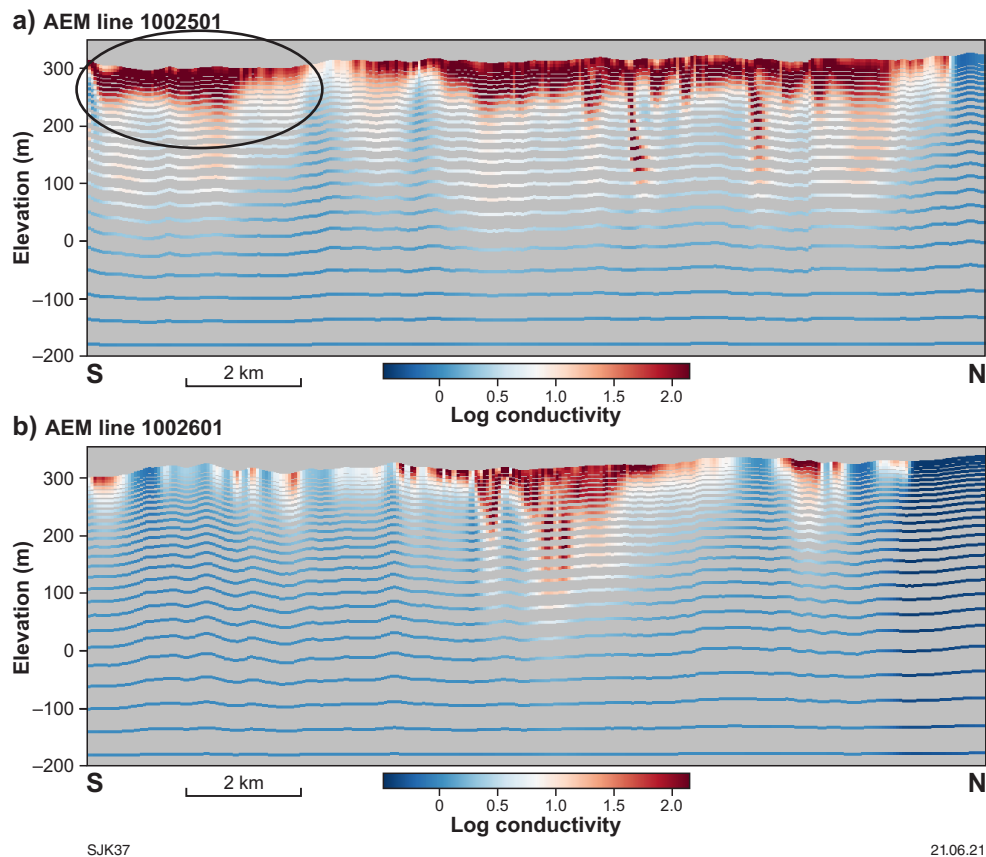 a) AEM line 1002501
Elevation (m)
300
200
100
0
–100
–200
S
N
2 km
0 0.5 1.0 1.5 2.0
Log conductivity
b) AEM line 1002601
Elevation (m)
300
200
100
0
–100
–200
S
N
2 km
0 0.5 1.0 1.5 2.0
Log conductivity
SJK37
21.06.21